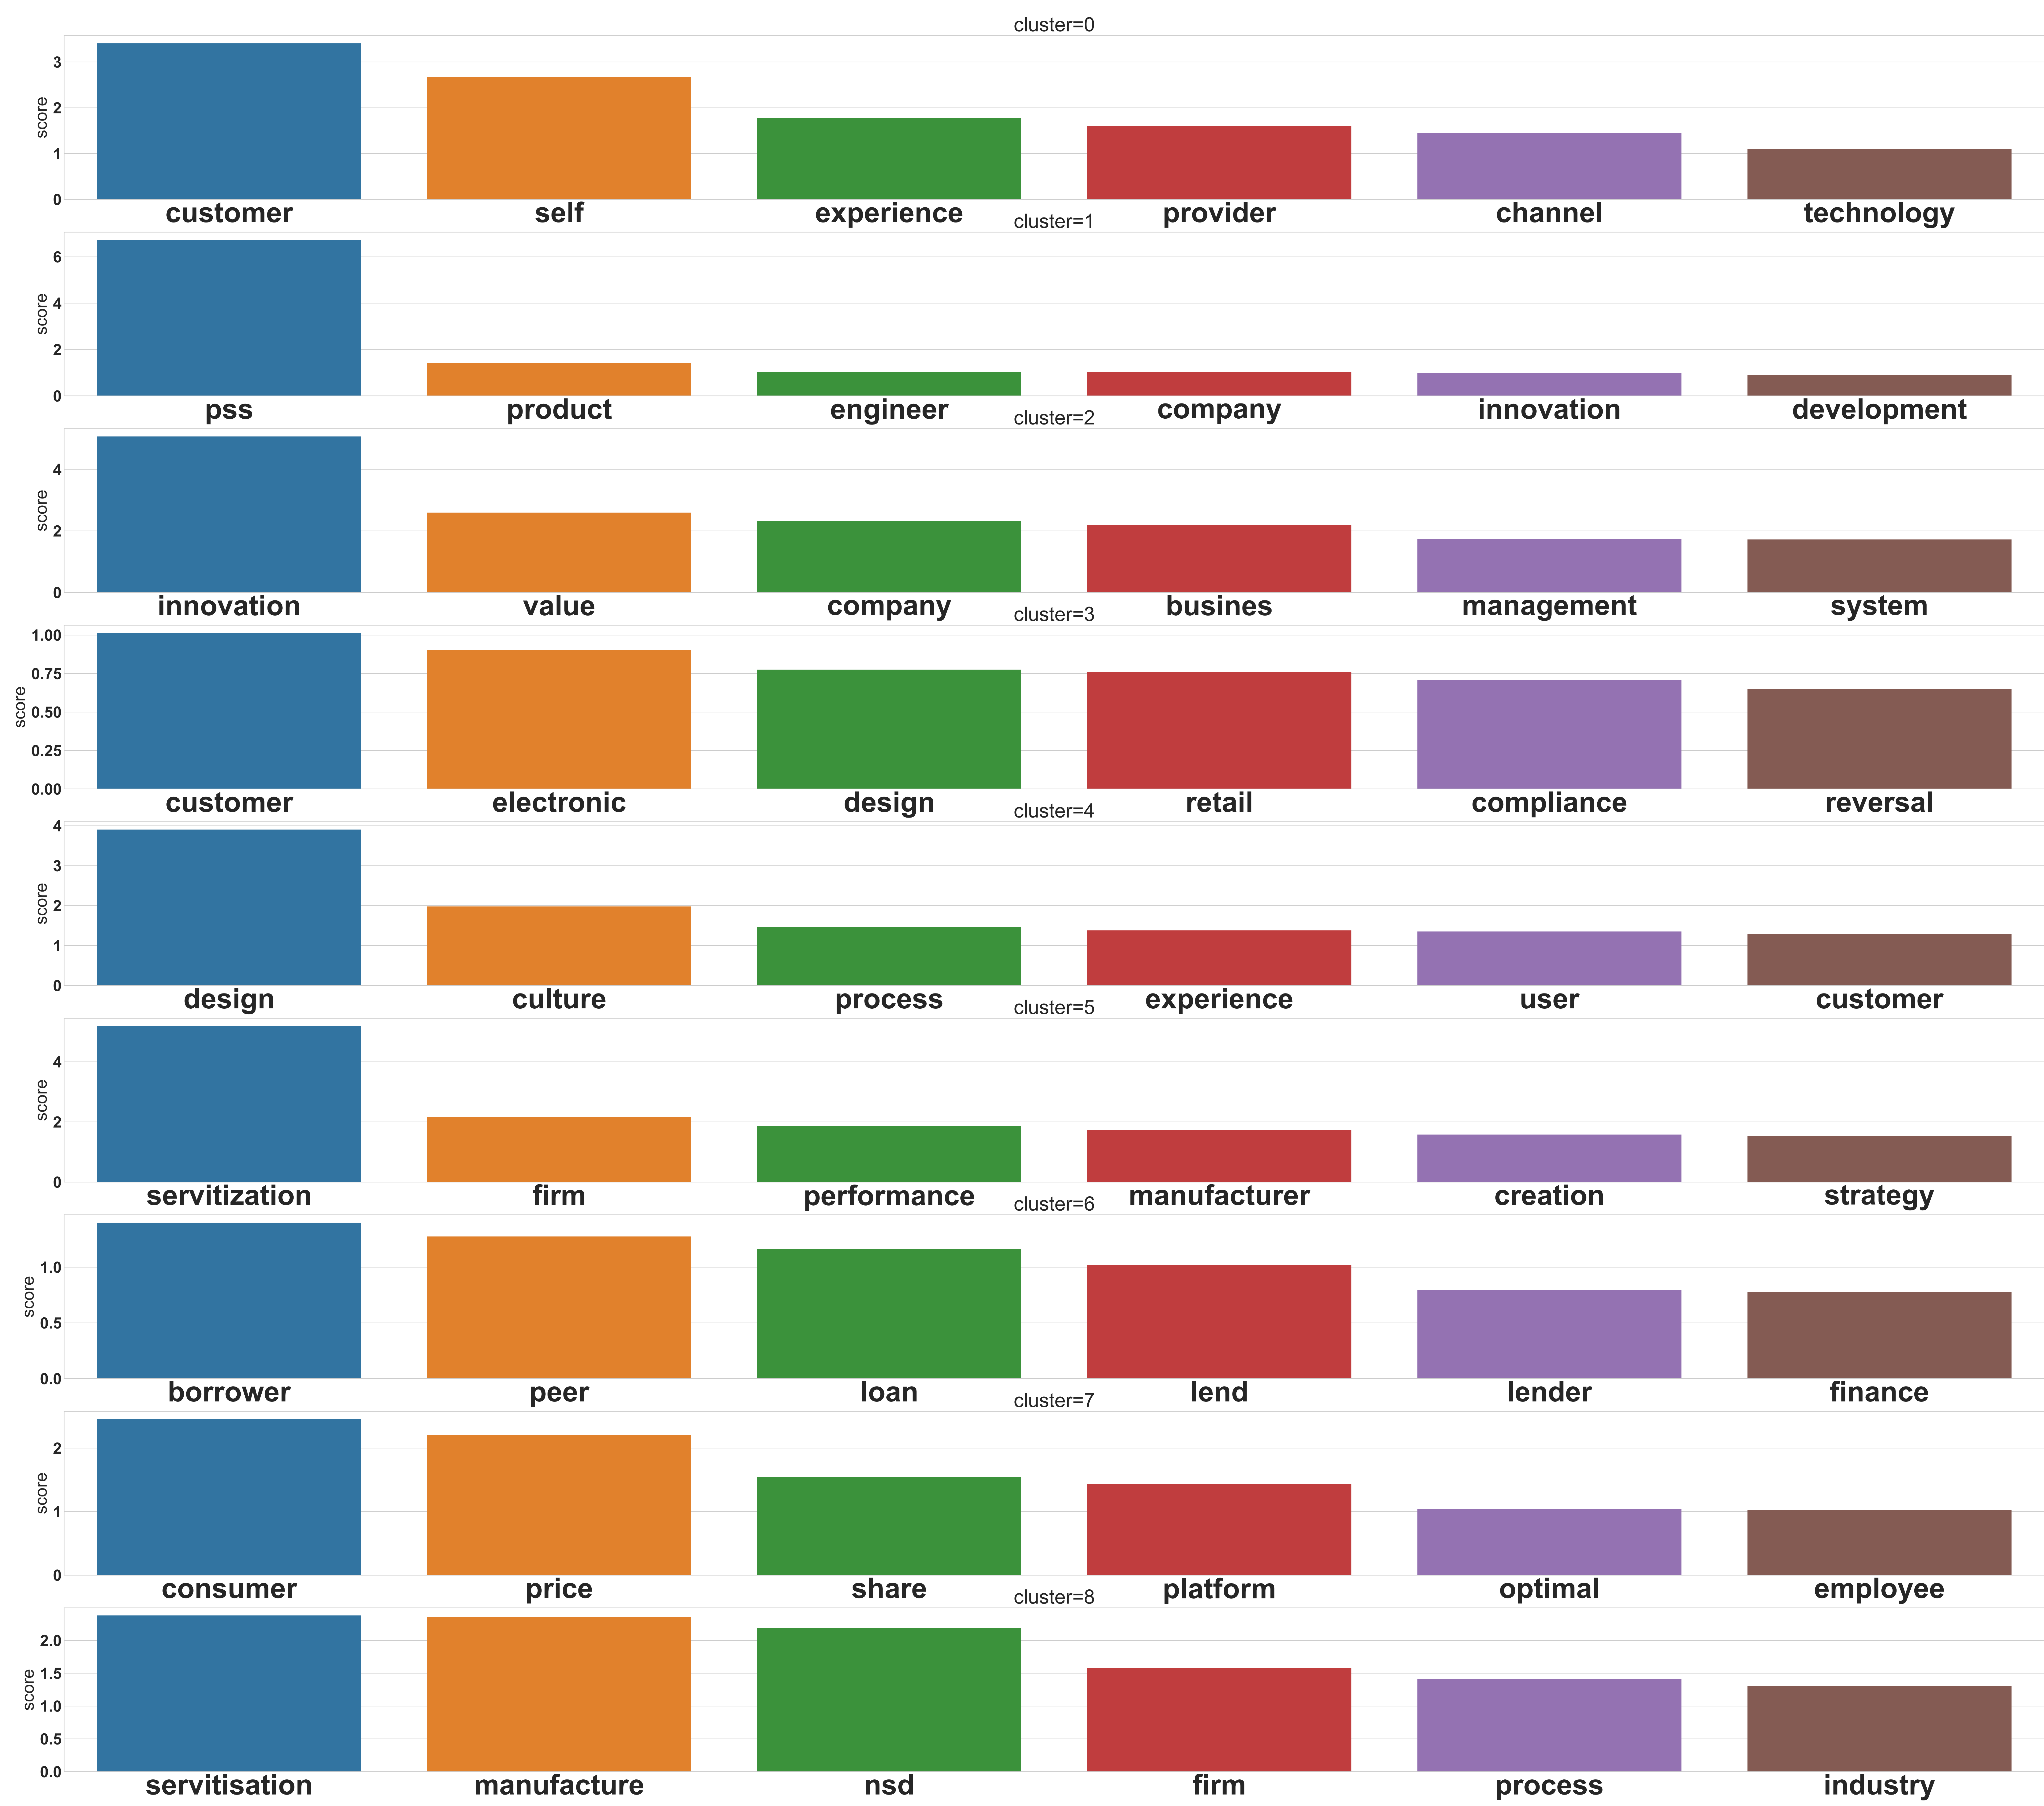 cluster=0
score
3
2
1
0
customer self experience provider channel technology
cluster=1
score
6
4
2
0
pss product engineer company innovation development
cluster=2
score
4
2
0
innovation value company busines management system
cluster=3
score
1.00
0.75
0.50
0.25
0.00
customer electronic design retail compliance reversal
cluster=4
score
4
3
2
1
0
design culture process experience user customer
cluster=5
score
4
2
0
servitization firm performance manufacturer creation strategy
cluster=6
score
1.0
0.5
0.0
borrower peer loan lend lender finance
cluster=7
score
2
1
0
consumer price share platform optimal employee
cluster=8
score
2.0
1.5
1.0
0.5
0.0
servitisation manufacture nsd firm process industry